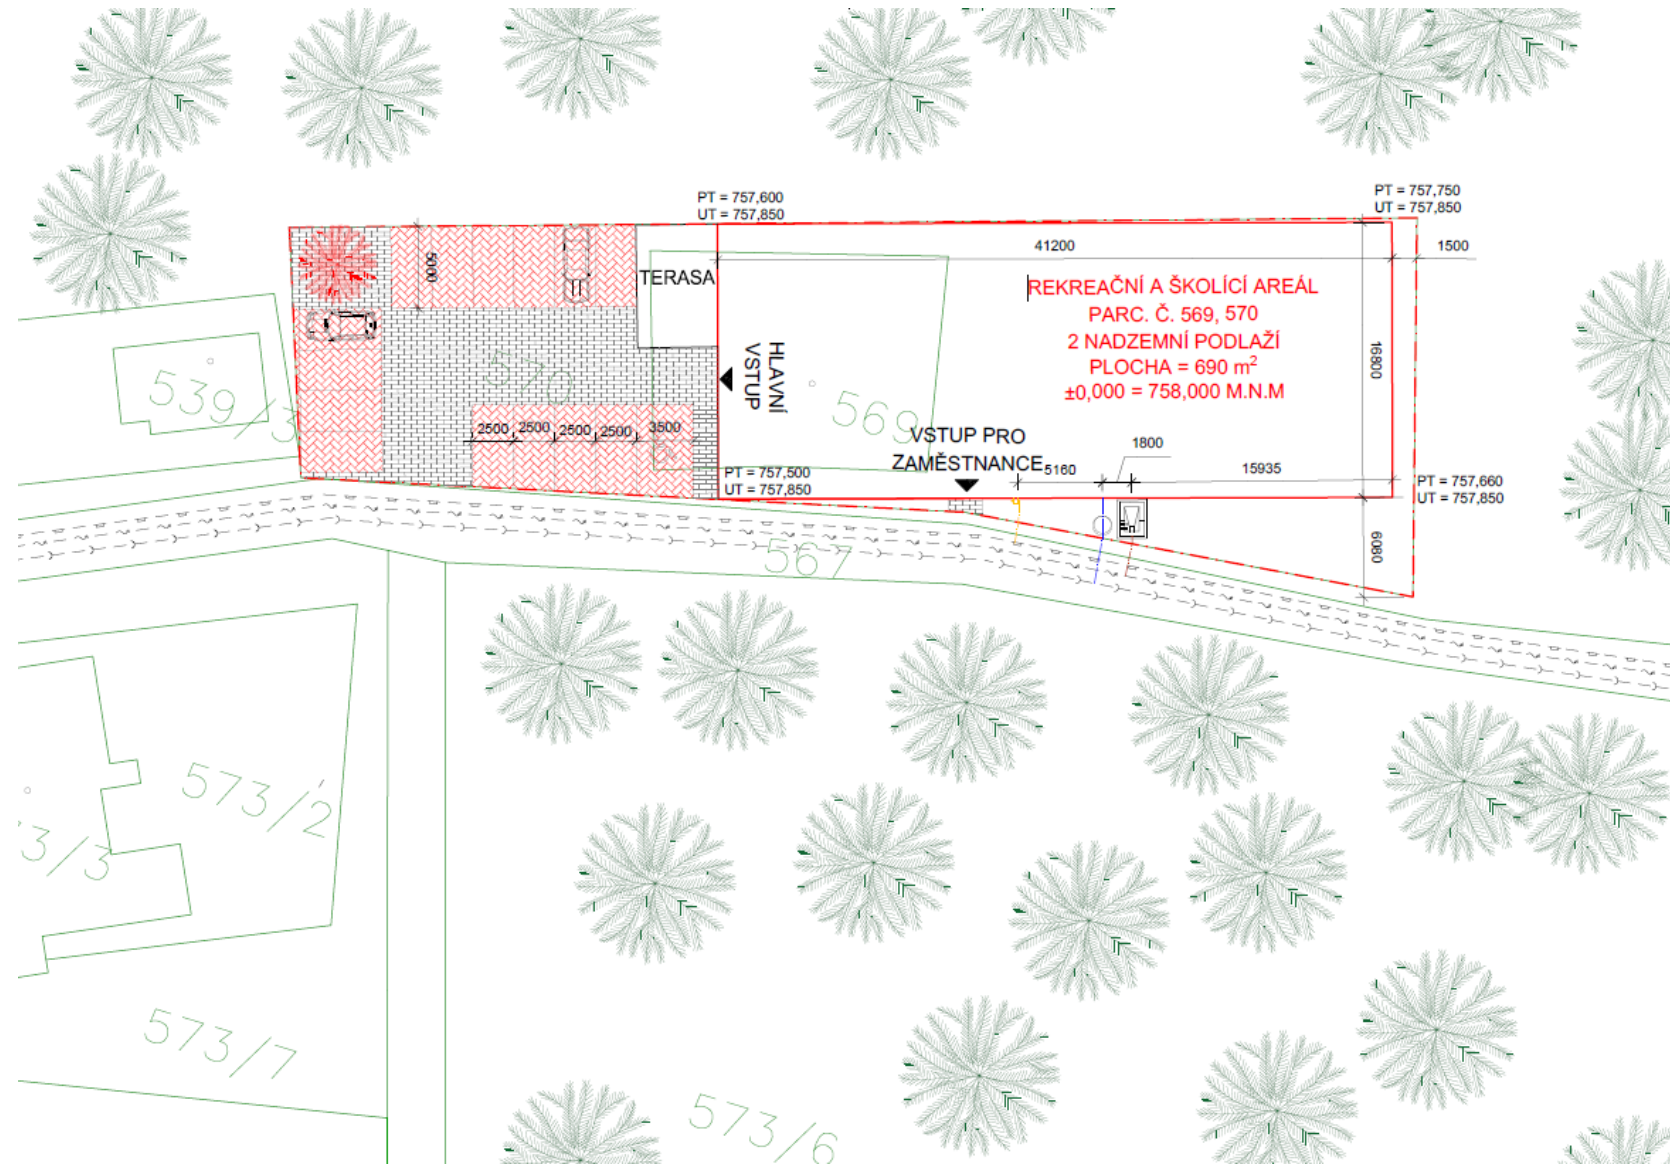 PT = 757,600
UT = 757,850
PT = 757,750
UT = 757,850
41200
1500
5000
TERASA
REKREAČNÍ A ŠKOLÍCÍ AREÁL
PARC. Č. 569, 570
2 NADZEMNÍ PODLAŽÍ
PLOCHA = 690 m²
±0,000 = 758,000 M.N.M
16800
HLAVNÍ
VSTUP
539/3
570
569
2500 2500 2500 2500 3500
VSTUP PRO
ZAMĚSTNANCE
5160
1800
15935
PT = 757,500
UT = 757,850
PT = 757,660
UT = 757,850
6080
567
573/2
3/3
573/7
573/6